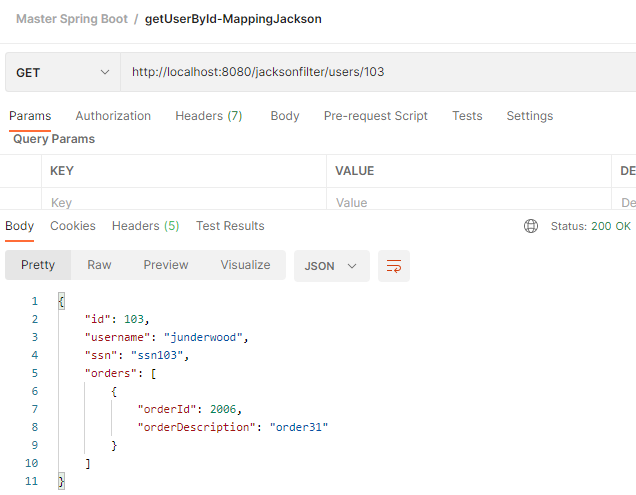 Master Spring Boot / getUserById-MappingJackson
GET http://localhost:8080/jacksonfilter/users/103
Params Authorization Headers (7) Body Pre-request Script Tests Settings
Query Params
KEY VALUE DE
Key Value De
Body Cookies Headers (5) Test Results Status: 200 OK
Pretty Raw Preview Visualize JSON
1 {
2 "id": 103,
3 "username": "junderwood",
4 "ssn": "ssn103",
5 "orders": [
6 {
7 "orderId": 2006,
8 "orderDescription": "order31"
9 }
10 ]
11 }